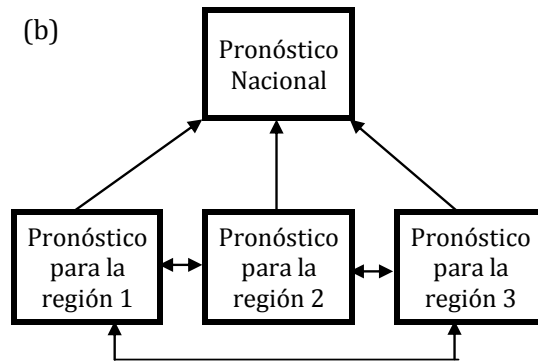 (b)
Pronóstico
Nacional
Pronóstico
para la
región 1
Pronóstico
para la
región 2
Pronóstico
para la
región 3